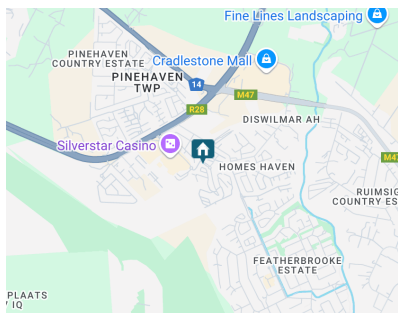 Fine Lines Landscaping
PINEHAVEN
COUNTRY ESTATE
Cradlestone Mall
PINEHAVEN
TWP
14
M47
R28
DISWILMAR AH
Silverstar Casino
M47
HOMES HAVEN
RUIMSIG
COUNTRY ES
FEATHERBROOKE
ESTATE
PLAATS
IQ